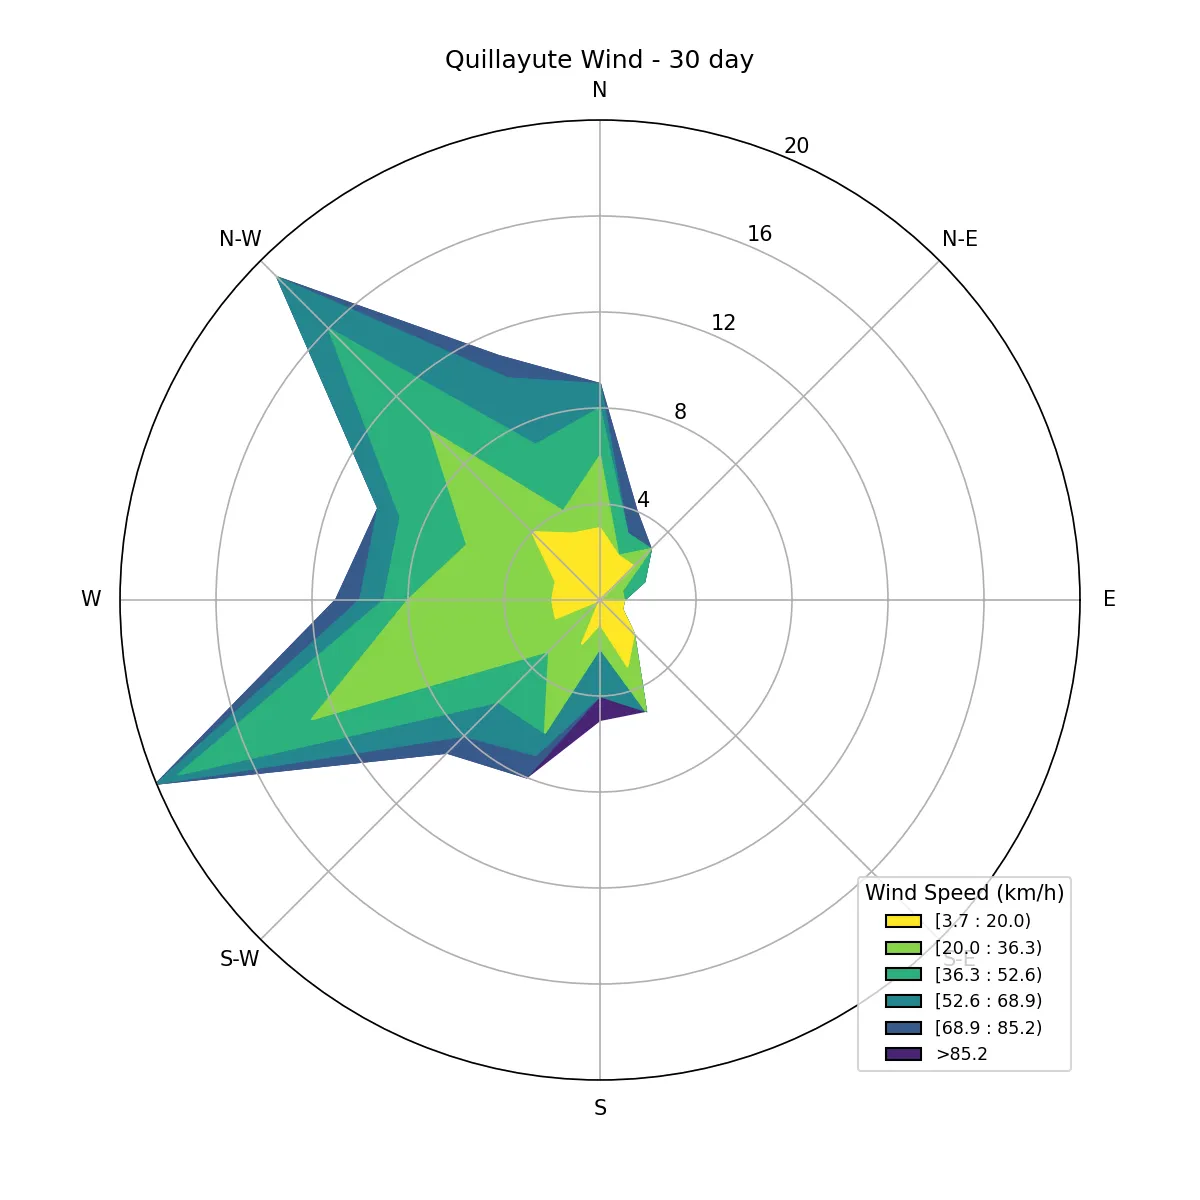 Quillayute Wind - 30 day
N
20
16
N-W
N-E
12
8
4
W
E
Wind Speed (km/h)
[3.7 : 20.0)
[20.0 : 36.3)
S-W
S-E
[36.3 : 52.6)
[52.6 : 68.9)
[68.9 : 85.2)
>85.2
S